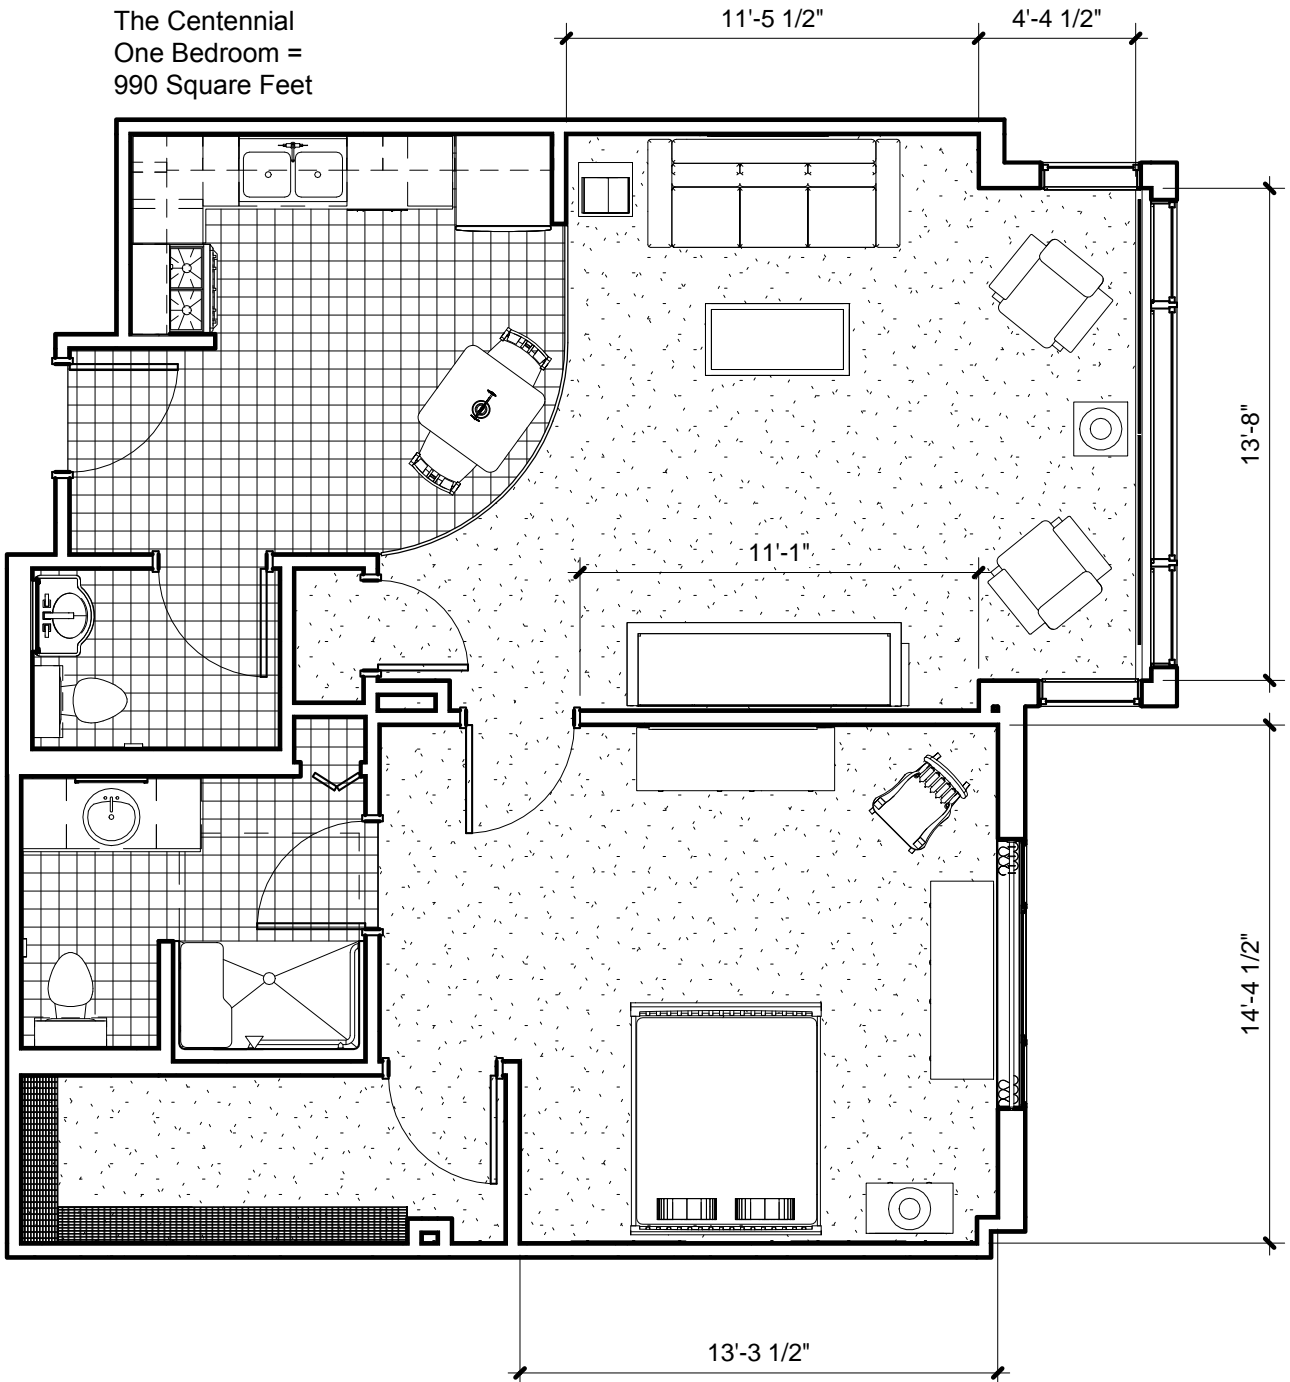 The Centennial
One Bedroom =
990 Square Feet
11'-5 1/2"
4'-4 1/2"
13'-8"
11'-1"
14'-4 1/2"
13'-3 1/2"